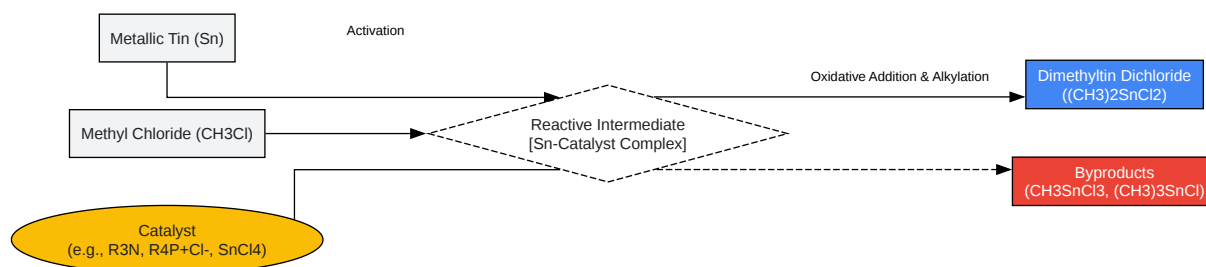 Metallic Tin (Sn)
Activation
Methyl Chloride (CH3Cl)
Catalyst
(e.g., R3N, R4P+Cl-, SnCl4)
Reactive Intermediate
[Sn-Catalyst Complex]
Oxidative Addition & Alkylation
Dimethyltin Dichloride
((CH3)2SnCl2)
Byproducts
(CH3SnCl3, (CH3)3SnCl)